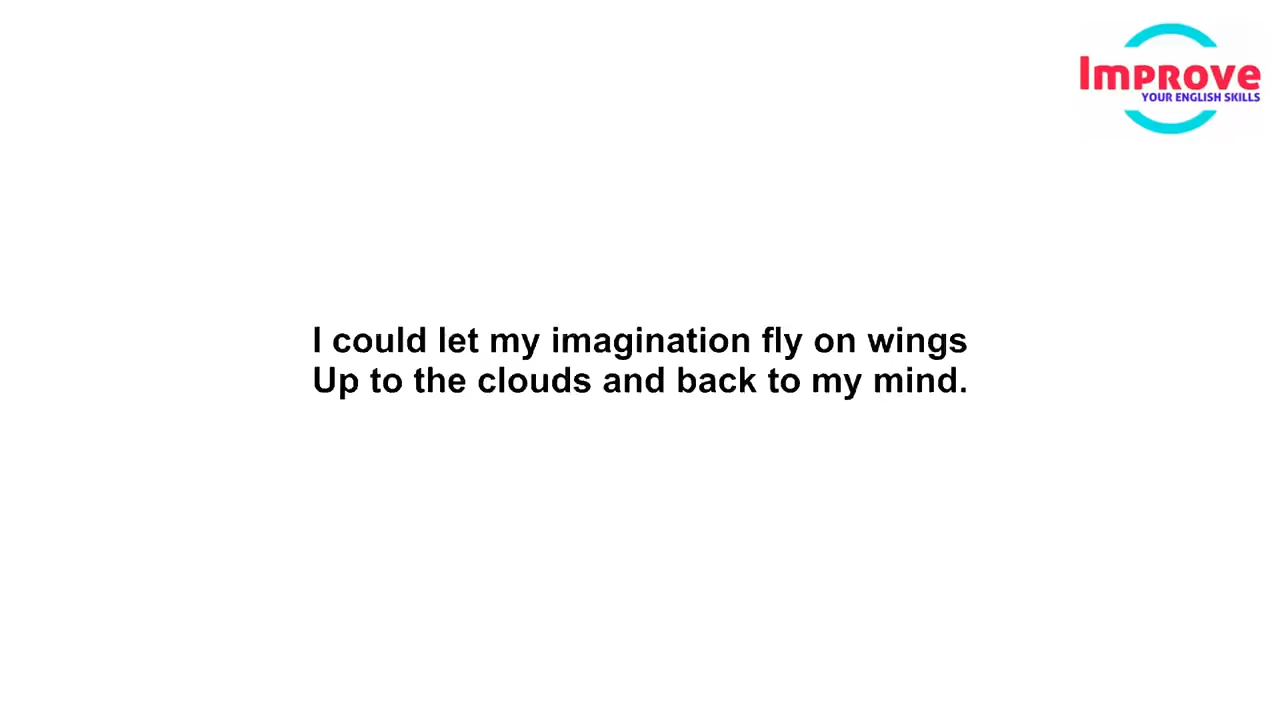 Improve
YOUR ENGLISH SKILLS
I could let my imagination fly on wings
Up to the clouds and back to my mind.